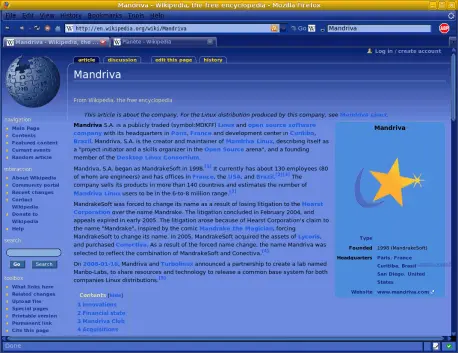 Mandriva - Wikipedia, the free encyclopedia - Mozilla Firefox
File Edit View History Bookmarks Tools Help
http://en.wikipedia.org/wiki/Mandriva
Go
Mandriva
Mandriva - Wikipedia, the ...
Planète - Wikipedia
Log in / create account
article discussion edit this page history
Mandriva
From Wikipedia, the free encyclopedia
This article is about the company. For the Linux distribution produced by this company, see Mandriva Linux.
Mandriva S.A. is a publicly traded (symbol:MDKFF) Linux and open source software
company with its headquarters in Paris, France and development center in Curitiba,
Brazil. Mandriva, S.A. is the creator and maintainer of Mandriva Linux, describing itself as
a "project initiator and a skills organizer in the Open Source arena", and a founding
member of the Desktop Linux Consortium.
Mandriva, S.A. began as MandrakeSoft in 1998.[1] It currently has about 130 employees (80
of whom are engineers) and has offices in France, the USA, and Brazil. The
company sells its products in more than 140 countries and estimates the number of
Mandriva Linux users to be in the 6-to-8 million range.
MandrakeSoft was forced to change its name as a result of losing litigation to the Hearst
Corporation over the name Mandrake. The litigation concluded in February 2004, and
appeals expired in early 2005. The litigation arose because of Hearst Corporation's claim to
the name "Mandrake", inspired by the comic Mandrake the Magician, forcing
MandrakeSoft to change its name. In 2005, MandrakeSoft acquired the assets of Lycoris,
and purchased Conectiva. As a result of the forced name change, the name Mandriva was
selected to reflect the combination of MandrakeSoft and Conectiva.
On 2008-01-16, Mandriva and Turbolinux announced a partnership to create a lab named
Manbo-Labs, to share resources and technology to release a common base system for both
companies Linux distributions.
Contents [hide]
1 Innovations
2 Financial state
3 Mandriva Club
4 Acquisitions
Mandriva
Type
Founded 1998 (MandrakeSoft)
Headquarters Paris, France
Curitiba, Brazil
San Diego, United
States
Website www.mandriva.com
navigation
Main Page
Contents
Featured content
Current events
Random article
interaction
About Wikipedia
Community portal
Recent changes
Contact
Wikipedia
Donate to
Wikipedia
Help
search
Go Search
toolbox
What links here
Related changes
Upload file
Special pages
Printable version
Permanent link
Cite this page
Done